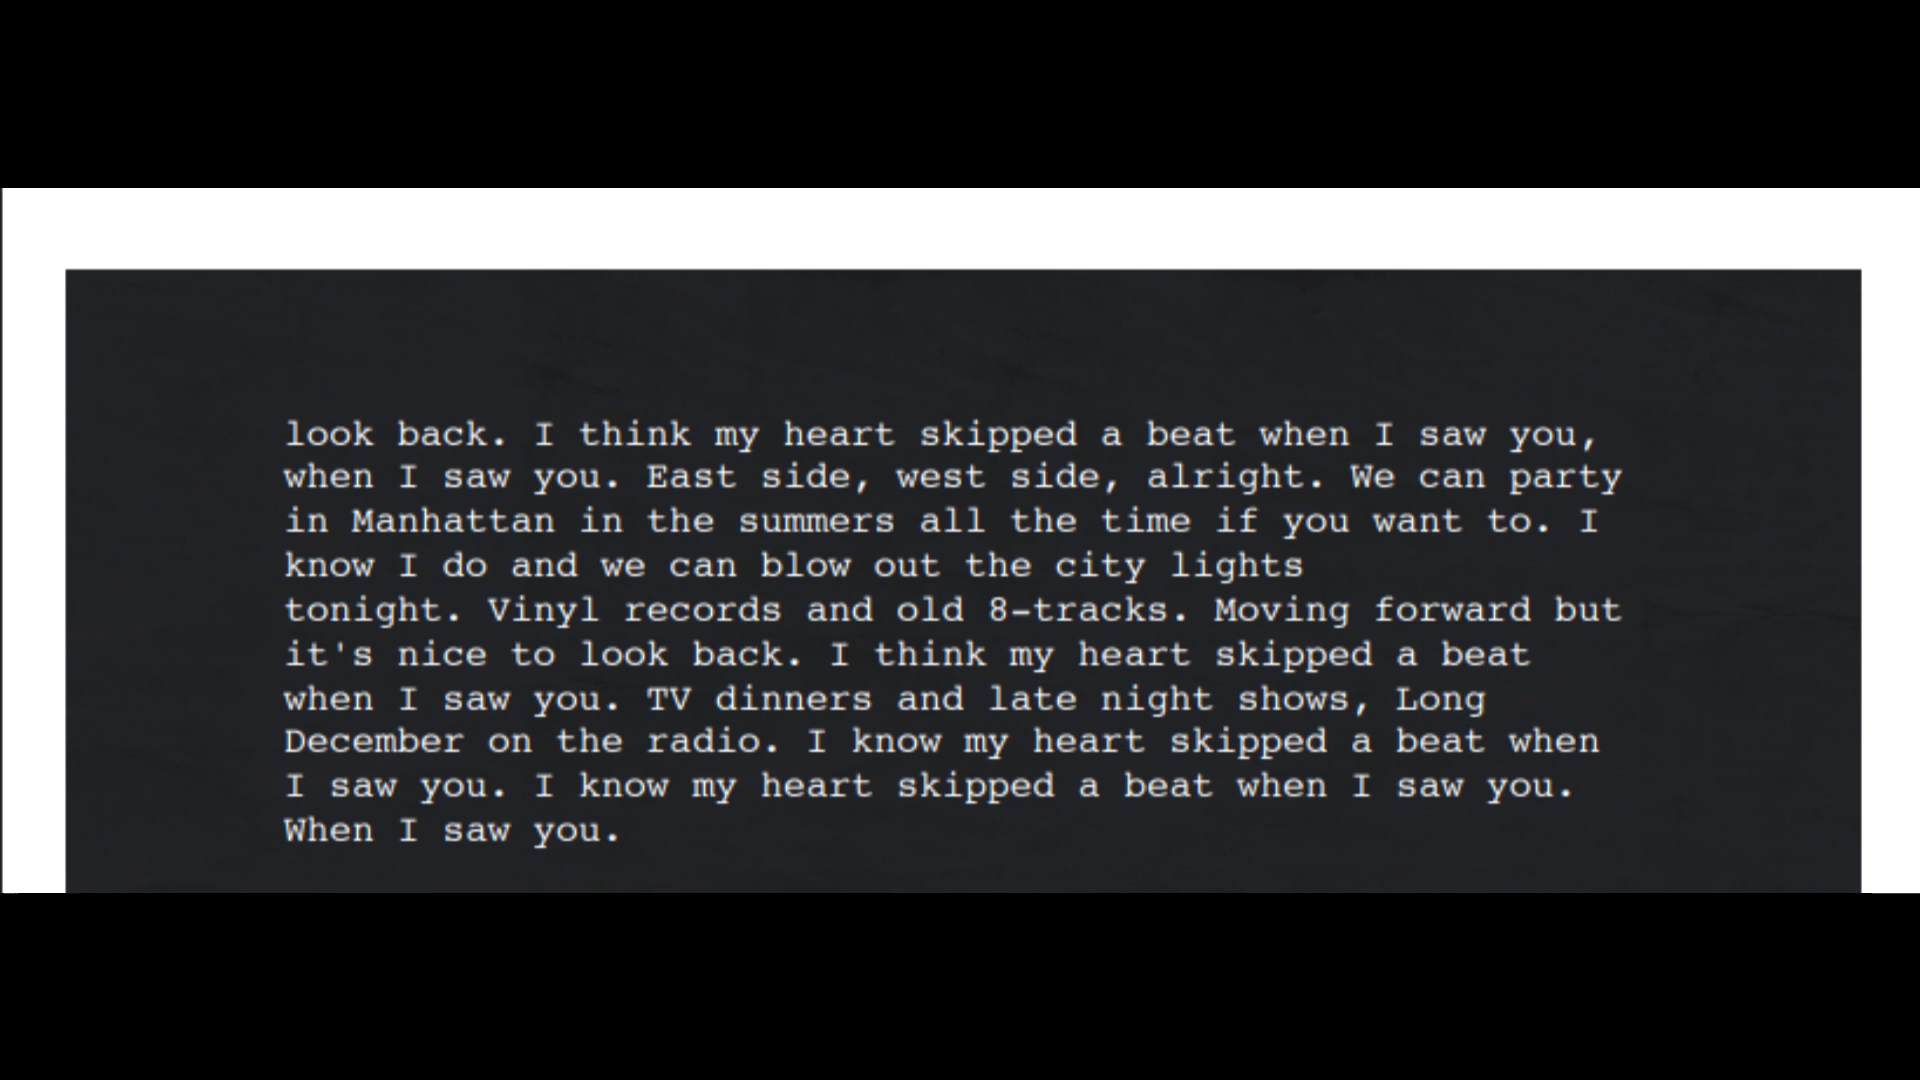 look back. I think my heart skipped a beat when I saw you,
when I saw you. East side, west side, alright. We can party
in Manhattan in the summers all the time if you want to. I
know I do and we can blow out the city lights
tonight. Vinyl records and old 8-tracks. Moving forward but
it's nice to look back. I think my heart skipped a beat
when I saw you. TV dinners and late night shows, Long
December on the radio. I know my heart skipped a beat when
I saw you. I know my heart skipped a beat when I saw you.
When I saw you.